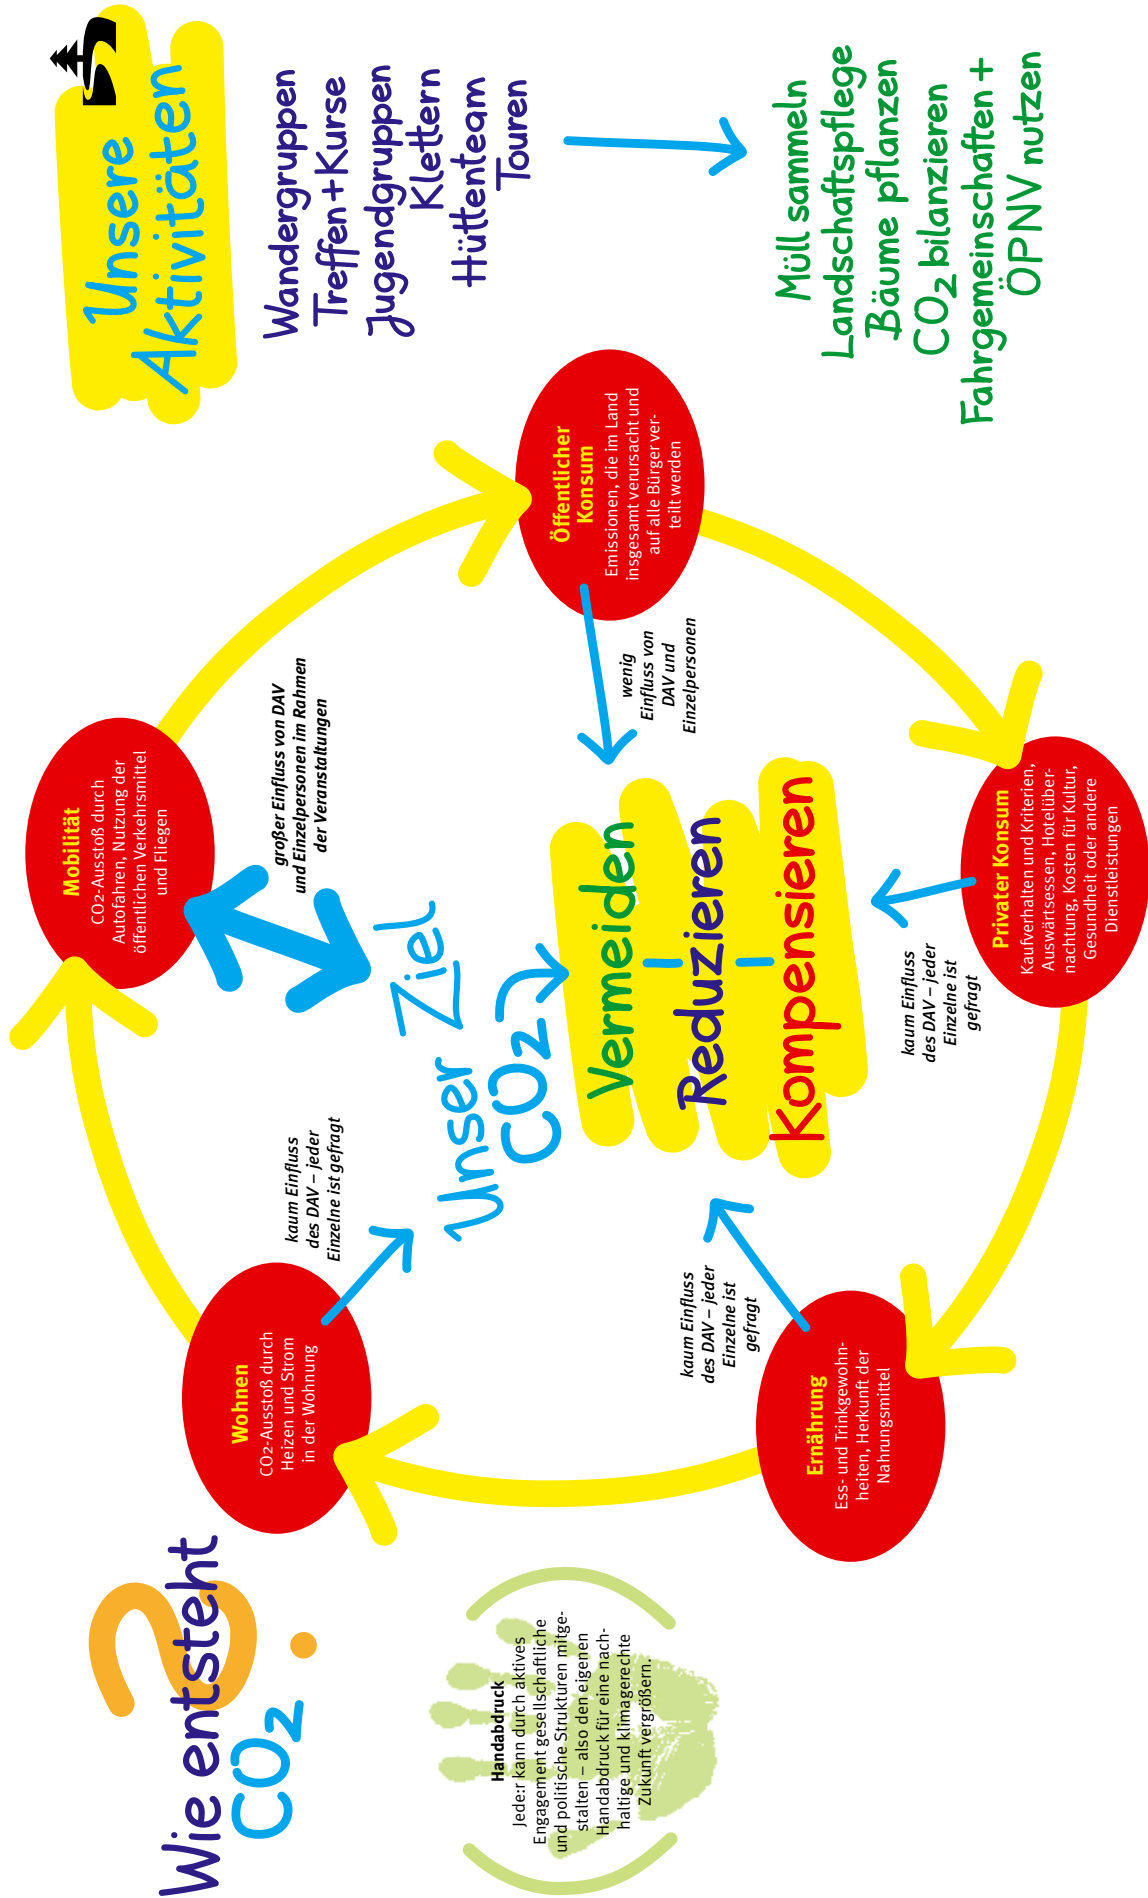 Wie entsteht
CO2
?
Handabdruck
Jede:r kann durch aktives
Engagement gesellschaftliche
und politische Strukturen mitge-
stalten – also den eigenen
Handabdruck für eine nach-
haltige und klimagerechte
Zukunft vergrößern.
Wohnen
CO2-Ausstoß durch
Heizen und Strom
in der Wohnung
kaum Einfluss
des DAV – jeder
Einzelne ist gefragt
Mobilität
CO2-Ausstoß durch
Autofahren, Nutzung der
öffentlichen Verkehrsmittel
und Fliegen
großer Einfluss von DAV
und Einzelpersonen im Rahmen
der Veranstaltungen
Öffentlicher
Konsum
Emissionen, die im Land
insgesamt verursacht und
auf alle Bürger ver-
teilt werden
wenig
Einfluss von
DAV und
Einzelpersonen
Privater Konsum
Kaufverhalten und Kriterien,
Auswärtsessen, Hotelüber-
nachtung, Kosten für Kultur,
Gesundheit oder andere
Dienstleistungen
kaum Einfluss
des DAV – jeder
Einzelne ist
gefragt
Ernährung
Ess- und Trinkgewohn-
heiten, Herkunft der
Nahrungsmittel
kaum Einfluss
des DAV – jeder
Einzelne ist
gefragt
Unser Ziel
CO2
Vermeiden
Reduzieren
Kompensieren
Unsere
Aktivitäten
Wandergruppen
Treffen+Kurse
Jugendgruppen
Klettern
Hüttenteam
Touren
Müll sammeln
Landschaftspflege
Bäume pflanzen
CO2 bilanzieren
Fahrgemeinschaften +
ÖPNV nutzen